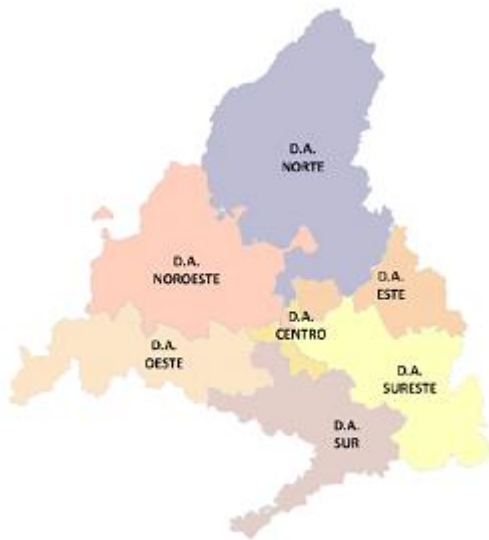 D.A.
NORTE
D.A.
NOROESTE
D.A.
ESTE
D.A.
CENTRO
D.A.
OESTE
D.A.
SURESTE
D.A.
SUR